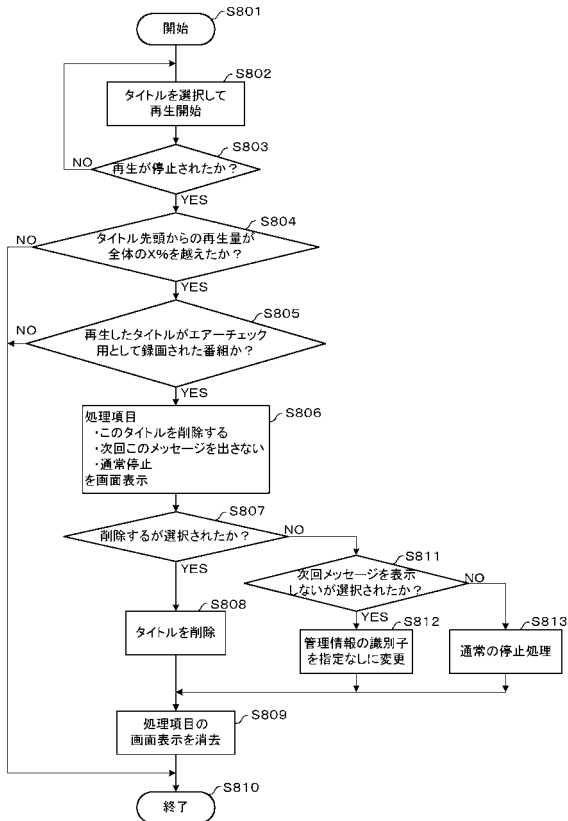 S801
開始
S802
タイトルを選択して
再生開始
S803
再生が停止されたか？
NO
YES
S804
タイトル先頭からの再生量が
全体のX%を越えたか？
NO
YES
S805
再生したタイトルがエアーチェック
用として録画された番組か？
NO
YES
S806
処理項目
・このタイトルを削除する
・次回このメッセージを出さない
・通常停止
を画面表示
S807
削除するが選択されたか？
NO
YES
S811
次回メッセージを表示
しないが選択されたか？
NO
YES
S808
タイトルを削除
S812
管理情報の識別子
を指定なしに変更
S813
通常の停止処理
S809
処理項目の
画面表示を消去
S810
終了